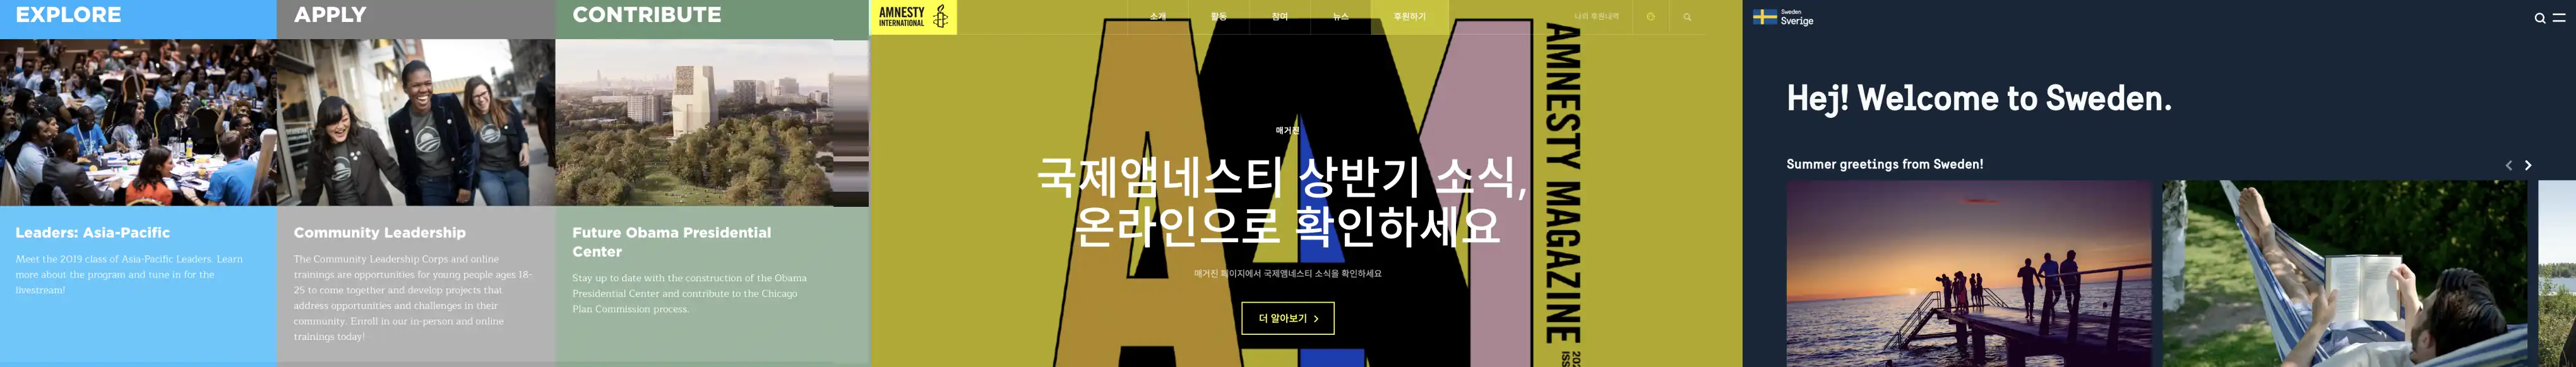 EXPLORE
Leaders: Asia-Pacific
Meet the 2019 class of Asia-Pacific Leaders. Learn
more about the program and tune in for the
livestream!
APPLY
Community Leadership
The Community Leadership Corps and online
trainings are opportunities for young people ages 18-
25 to come together and develop projects that
address opportunities and challenges in their
community. Enroll in our in-person and online
trainings today!
CONTRIBUTE
Future Obama Presidential
Center
Stay up to date with the construction of the Obama
Presidential Center and contribute to the Chicago
Plan Commission process.
AMNESTY
INTERNATIONAL
소개 활동 참여 뉴스 후원하기 나의 후원내역
매거진
국제앰네스티 상반기 소식,
온라인으로 확인하세요
매거진 페이지에서 국제앰네스티 소식을 확인하세요
더 알아보기
AMNESTY MAGAZINE
Sweden
Sverige
Hej! Welcome to Sweden.
Summer greetings from Sweden!